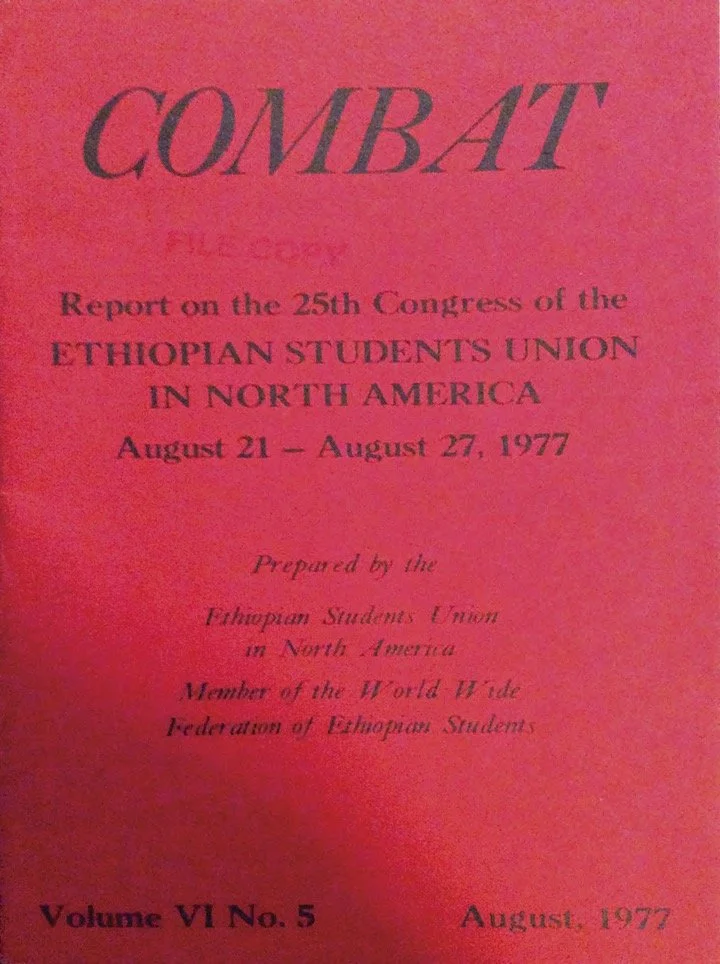 COMBAT
FILE COPY
Report on the 25th Congress of the
ETHIOPIAN STUDENTS UNION
IN NORTH AMERICA
August 21 – August 27, 1977
Prepared by the
Ethiopian Students Union
in North America
Member of the World Wide
Federation of Ethiopian Students
Volume VI No. 5
August, 1977